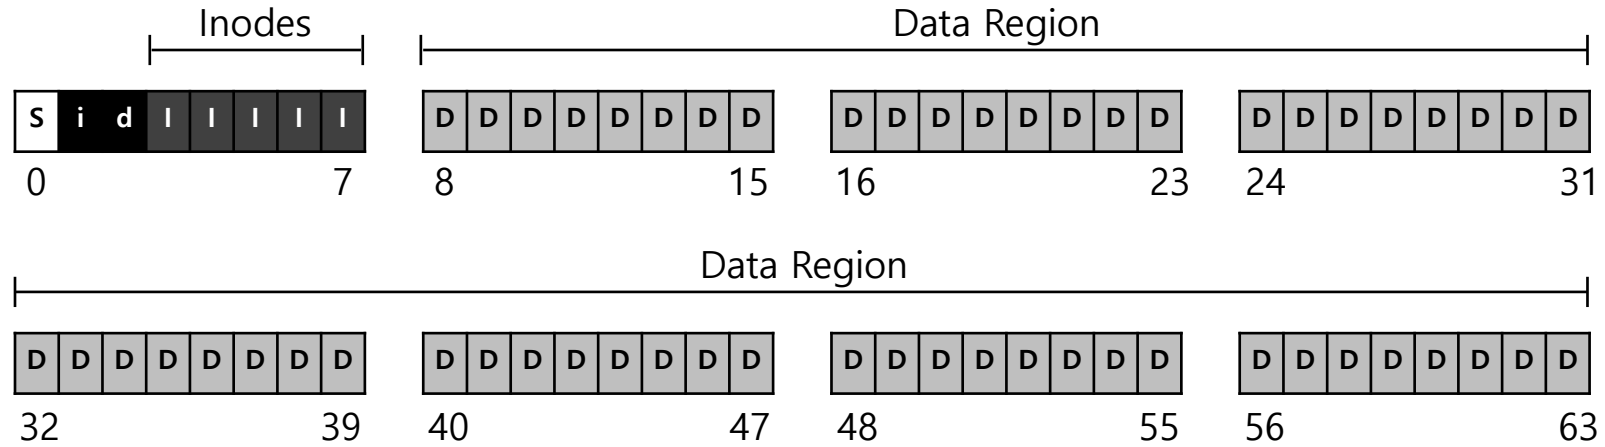 Inodes Data Region
S i d I I I I I D D D D D D D D D D D D D D D D D D D D D D D D
0 7 8 15 16 23 24 31
Data Region
D D D D D D D D D D D D D D D D D D D D D D D D D D D D D D D D
32 39 40 47 48 55 56 63